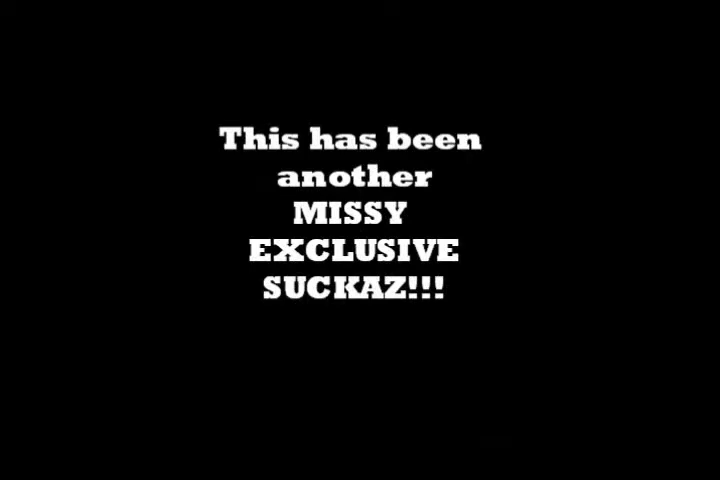 This has been
another
MISSY
EXCLUSIVE
SUCKAZ!!!